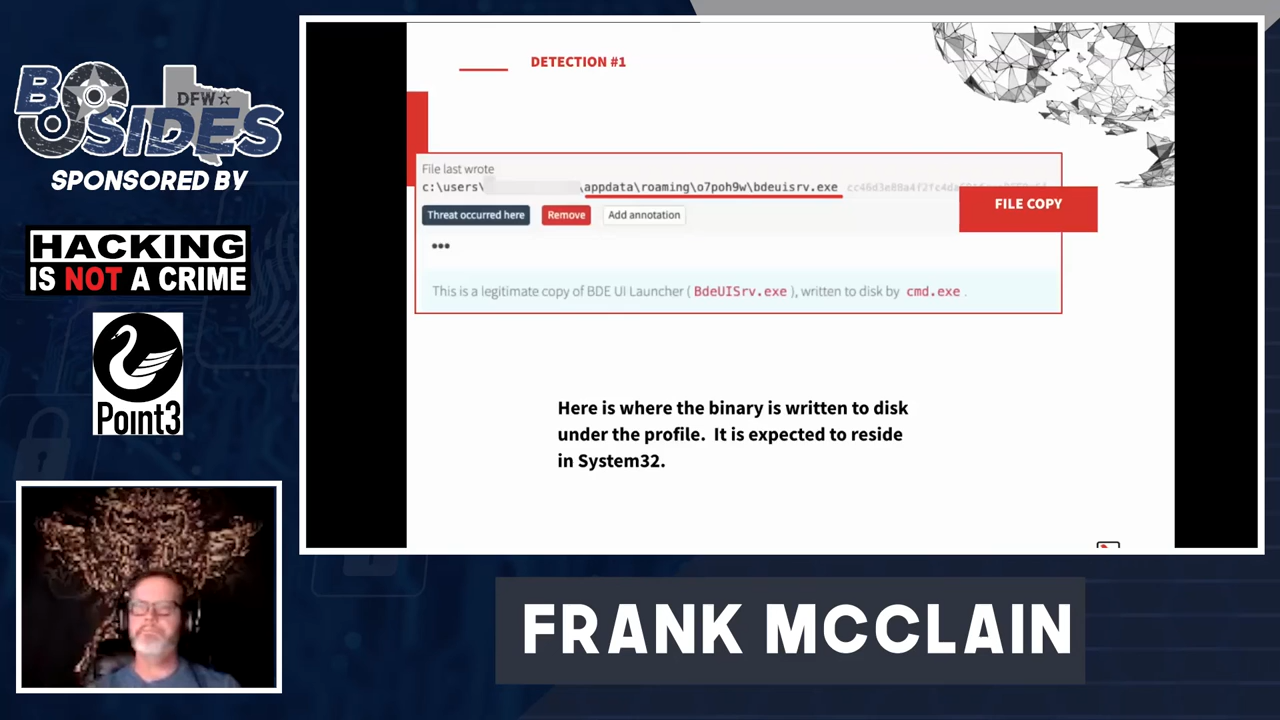 BSIDES
DFW
SPONSORED BY
HACKING
IS NOT A CRIME
Point3
DETECTION #1
File last wrote
c:\users\ \appdata\roaming\o7poh9w\bdeuisrv.exe
Threat occurred here Remove Add annotation
•••
FILE COPY
This is a legitimate copy of BDE UI Launcher ( BdeUISrv.exe ), written to disk by cmd.exe .
Here is where the binary is written to disk
under the profile. It is expected to reside
in System32.
FRANK MCCLAIN